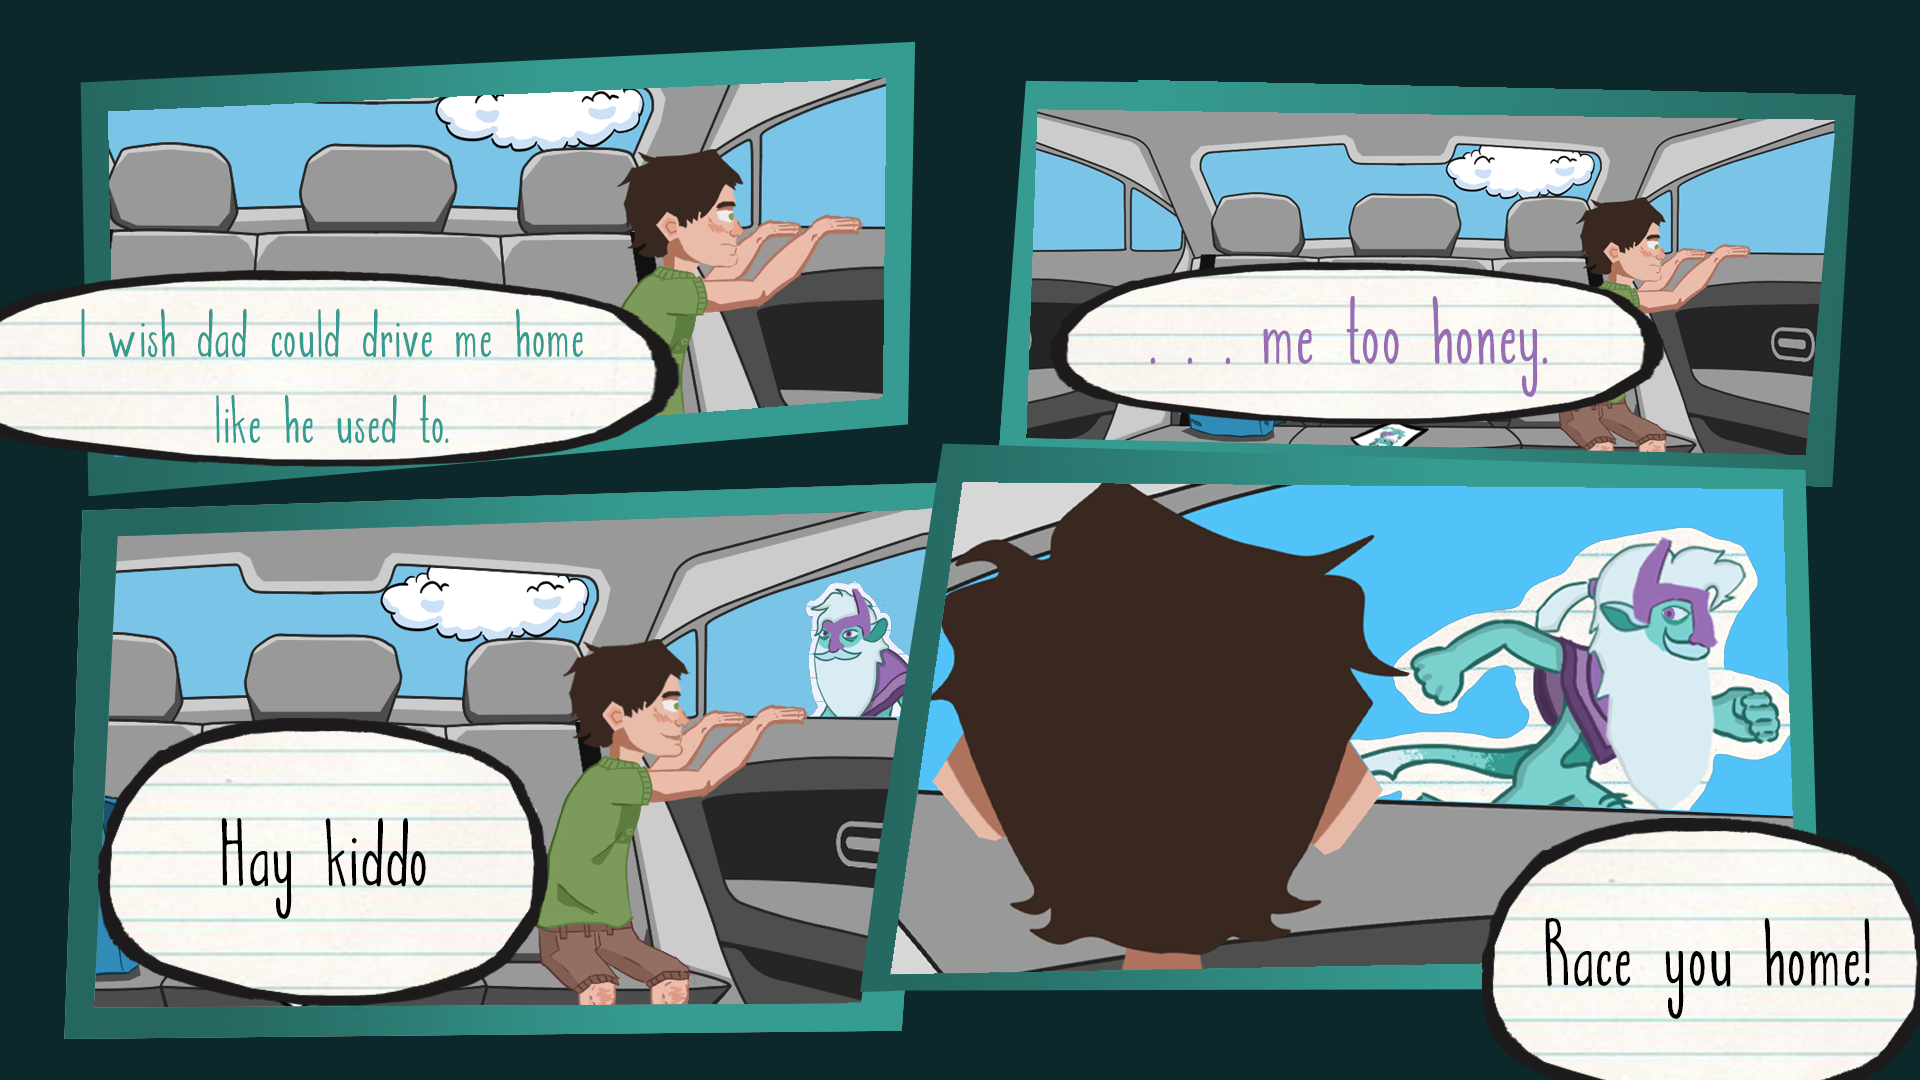 I wish dad could drive me home
like he used to.
. . . me too honey.
Hay kiddo
Race you home!